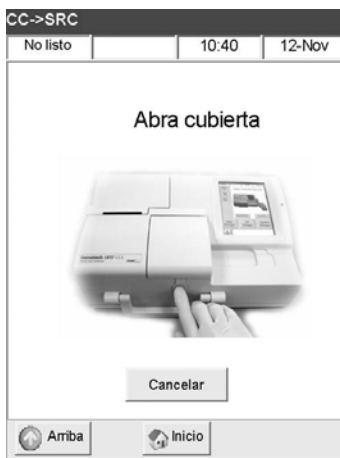 CC->SRC
No listo 10:40 12-Nov
Abra cubierta
Cancelar
Arriba Inicio